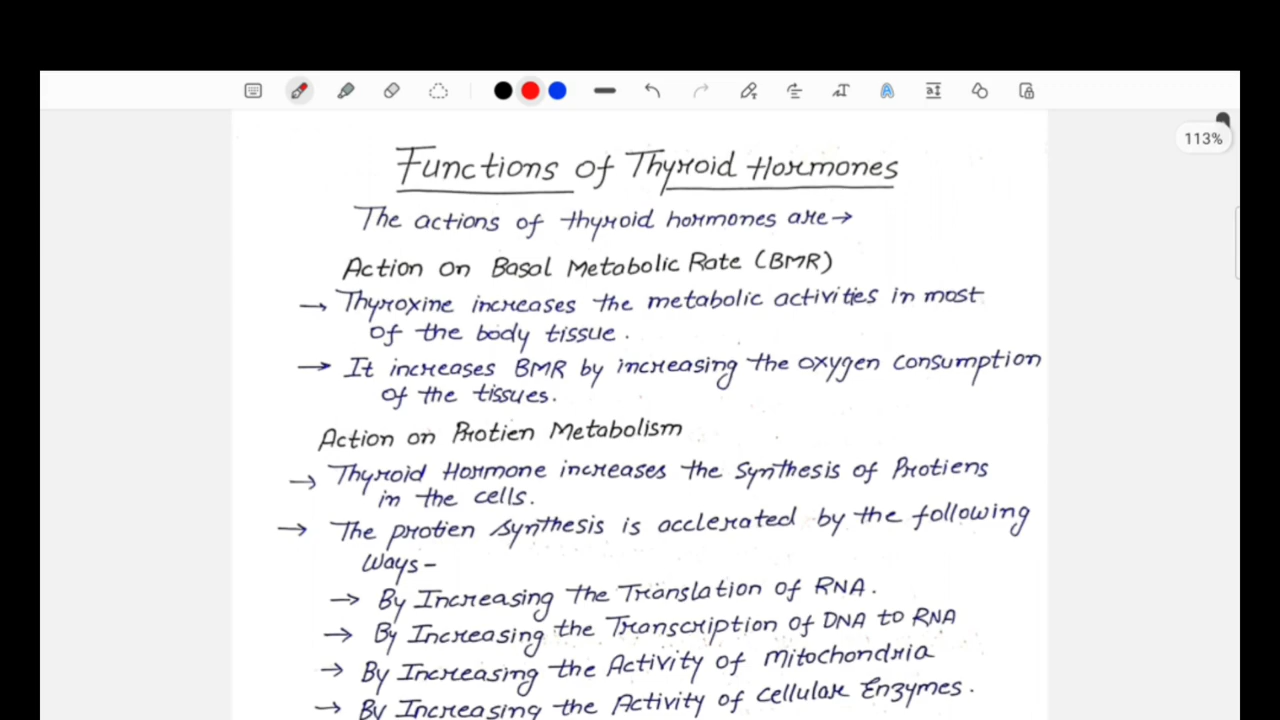 113%
Functions of Thyroid Hormones
The actions of thyroid hormones are →
Action on Basal Metabolic Rate (BMR)
→ Thyroxine increases the metabolic activities in most
of the body tissue.
→ It increases BMR by increasing the oxygen consumption
of the tissues.
Action on Protien Metabolism
→ Thyroid Hormone increases the synthesis of Protiens
in the cells.
→ The protien synthesis is acclerated by the following
ways-
→ By Increasing the Translation of RNA.
→ By Increasing the Transcription of DNA to RNA
→ By Increasing the Activity of Mitochondria
→ By Increasing the Activity of Cellular Enzymes.